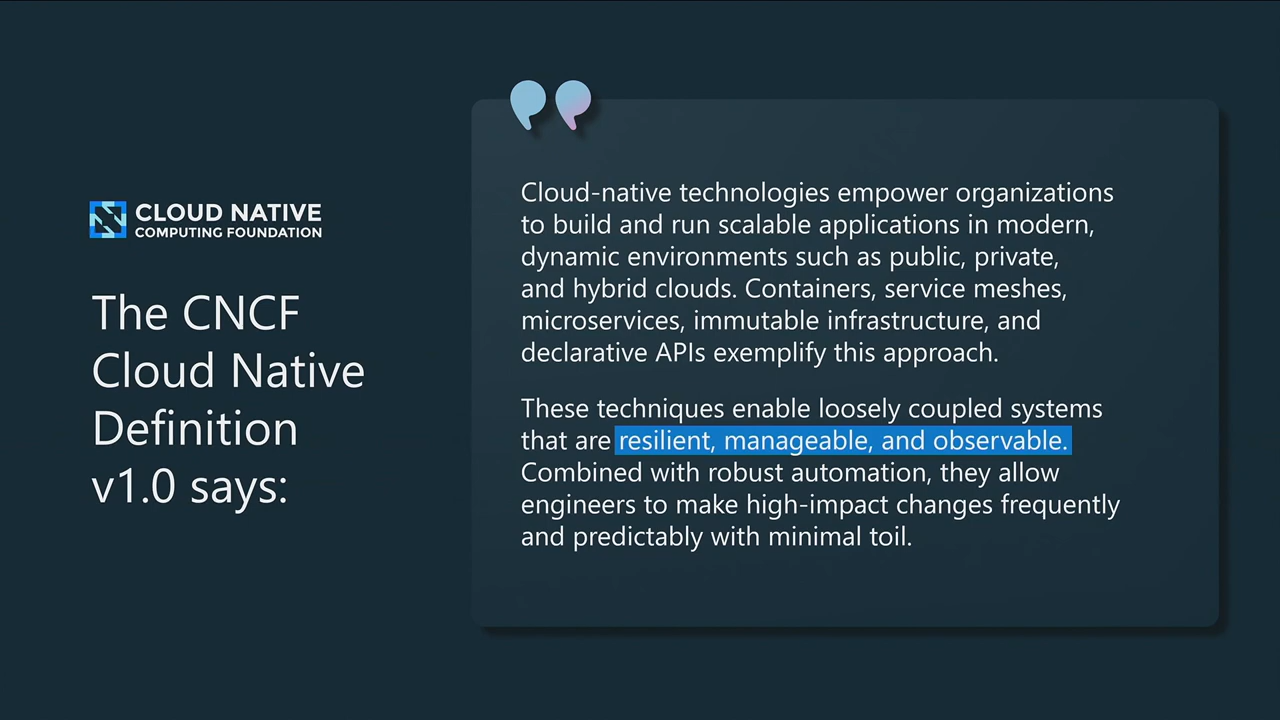 CLOUD NATIVE
COMPUTING FOUNDATION
The CNCF
Cloud Native
Definition
v1.0 says:
Cloud-native technologies empower organizations
to build and run scalable applications in modern,
dynamic environments such as public, private,
and hybrid clouds. Containers, service meshes,
microservices, immutable infrastructure, and
declarative APIs exemplify this approach.
These techniques enable loosely coupled systems
that are resilient, manageable, and observable.
Combined with robust automation, they allow
engineers to make high-impact changes frequently
and predictably with minimal toil.